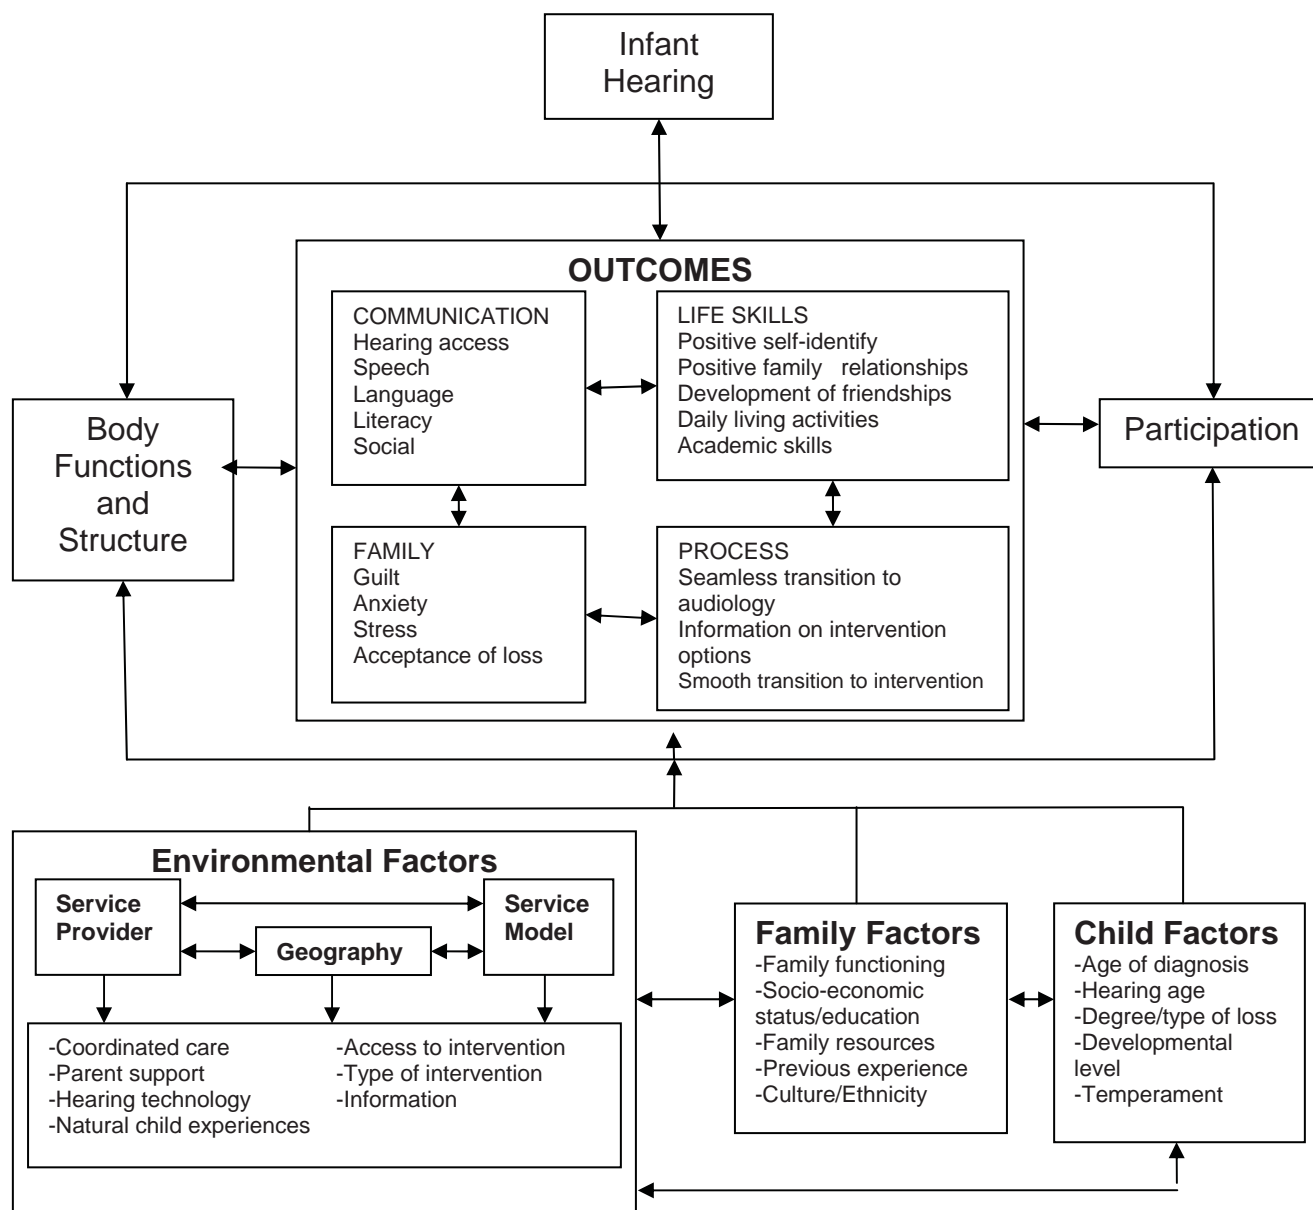 Infant
Hearing
OUTCOMES
COMMUNICATION
Hearing access
Speech
Language
Literacy
Social
LIFE SKILLS
Positive self-identify
Positive family relationships
Development of friendships
Daily living activities
Academic skills
Body
Functions
and
Structure
Participation
FAMILY
Guilt
Anxiety
Stress
Acceptance of loss
PROCESS
Seamless transition to
audiology
Information on intervention
options
Smooth transition to intervention
Environmental Factors
Service
Provider
Geography
Service
Model
-Coordinated care
-Parent support
-Hearing technology
-Natural child experiences
-Access to intervention
-Type of intervention
-Information
Family Factors
-Family functioning
-Socio-economic
status/education
-Family resources
-Previous experience
-Culture/Ethnicity
Child Factors
-Age of diagnosis
-Hearing age
-Degree/type of loss
-Developmental
level
-Temperament